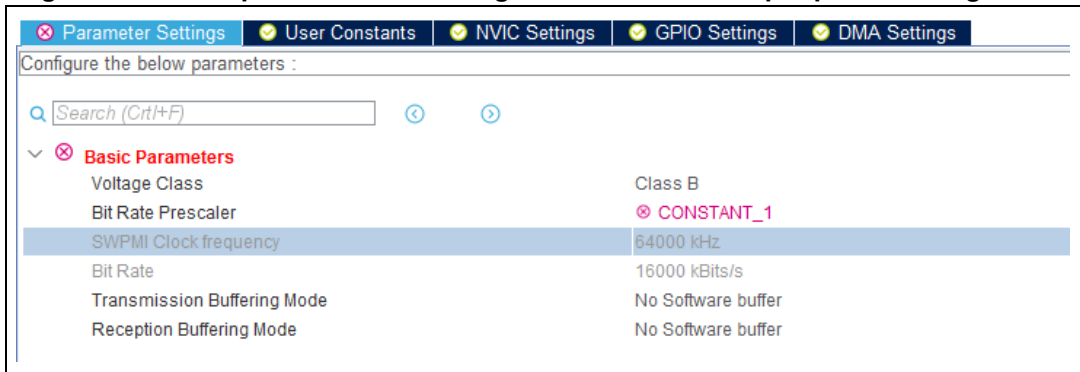 Parameter Settings User Constants NVIC Settings GPIO Settings DMA Settings
Configure the below parameters :
Search (Crtl+F)
Basic Parameters
Voltage Class Class B
Bit Rate Prescaler CONSTANT_1
SWPMI Clock frequency 64000 kHz
Bit Rate 16000 kBits/s
Transmission Buffering Mode No Software buffer
Reception Buffering Mode No Software buffer